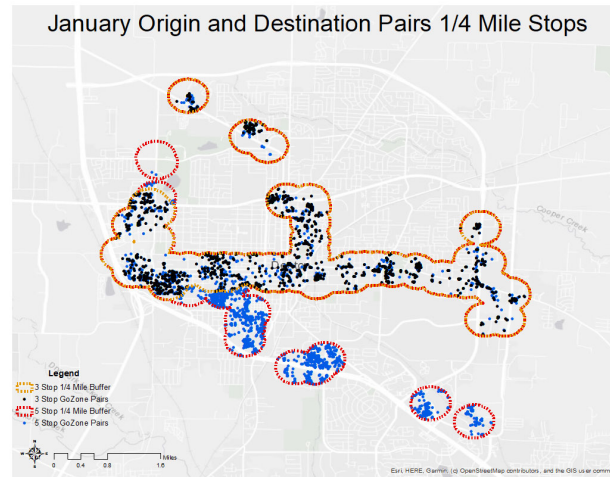 January Origin and Destination Pairs 1/4 Mile Stops
Cooper Creek
Legend
3 Stop 1/4 Mile Buffer
3 Stop GoZone Pairs
5 Stop 1/4 Mile Buffer
5 Stop GoZone Pairs
N
W E
S
0 0.4 0.8 1.6
Miles
Esri, HERE, Garmin, (c) OpenStreetMap contributors, and the GIS user comm